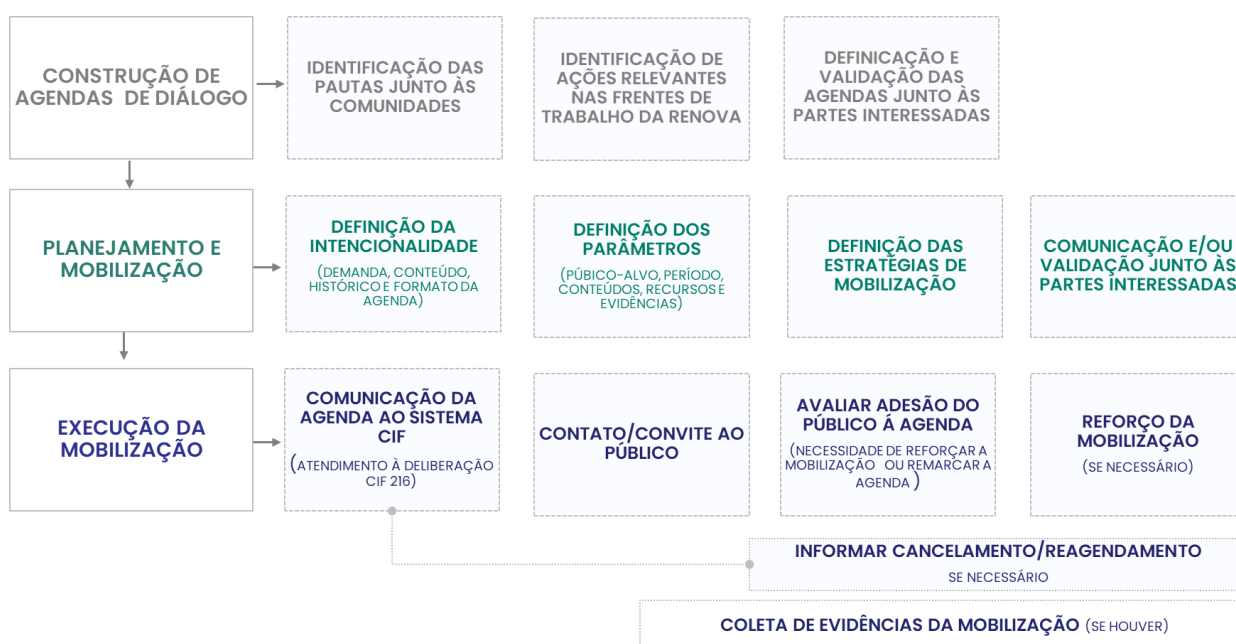 CONSTRUÇÃO DE
AGENDAS DE DIÁLOGO
IDENTIFICAÇÃO DAS
PAUTAS JUNTO ÀS
COMUNIDADES
IDENTIFICAÇÃO DE
AÇÕES RELEVANTES
NAS FRENTES DE
TRABALHO DA RENOVA
DEFINICAÇÃO E
VALIDAÇÃO DAS
AGENDAS JUNTO ÀS
PARTES INTERESSADAS
PLANEJAMENTO E
MOBILIZAÇÃO
DEFINIÇÃO DA
INTENCIONALIDADE
(DEMANDA, CONTEÚDO,
HISTÓRICO E FORMATO DA
AGENDA)
DEFINIÇÃO DOS
PARÂMETROS
(PÚBICO-ALVO, PERÍODO,
CONTEÚDOS, RECURSOS E
EVIDÊNCIAS)
DEFINIÇÃO DAS
ESTRATÉGIAS DE
MOBILIZAÇÃO
COMUNICAÇÃO E/OU
VALIDAÇÃO JUNTO ÀS
PARTES INTERESSADAS
EXECUÇÃO DA
MOBILIZAÇÃO
COMUNICAÇÃO DA
AGENDA AO SISTEMA
CIF
(ATENDIMENTO À DELIBERAÇÃO
CIF 216)
CONTATO/CONVITE AO
PÚBLICO
AVALIAR ADESÃO DO
PÚBLICO Á AGENDA
(NECESSIDADE DE REFORÇAR A
MOBILIZAÇÃO OU REMARCAR A
AGENDA )
REFORÇO DA
MOBILIZAÇÃO
(SE NECESSÁRIO)
INFORMAR CANCELAMENTO/REAGENDAMENTO
SE NECESSÁRIO
COLETA DE EVIDÊNCIAS DA MOBILIZAÇÃO (SE HOUVER)